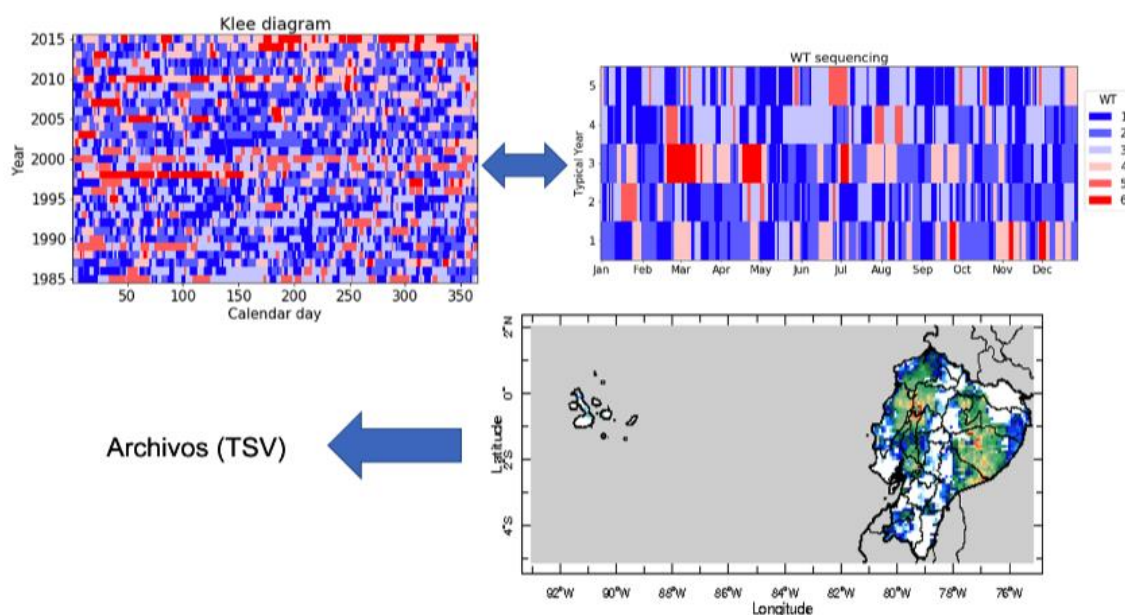 Klee diagram
2015
2010
2005
2000
1995
1990
1985
Year
50 100 150 200 250 300 350
Calendar day
WT sequencing
5
4
3
2
1
Typical Year
Jan Feb Mar Apr May Jun Jul Aug Sep Oct Nov Dec
WT
1
2
3
4
5
6
Archivos (TSV)
2°N
0°
2°S
4°S
Latitude
92°W 90°W 88°W 86°W 84°W 82°W 80°W 78°W 76°W
Longitude